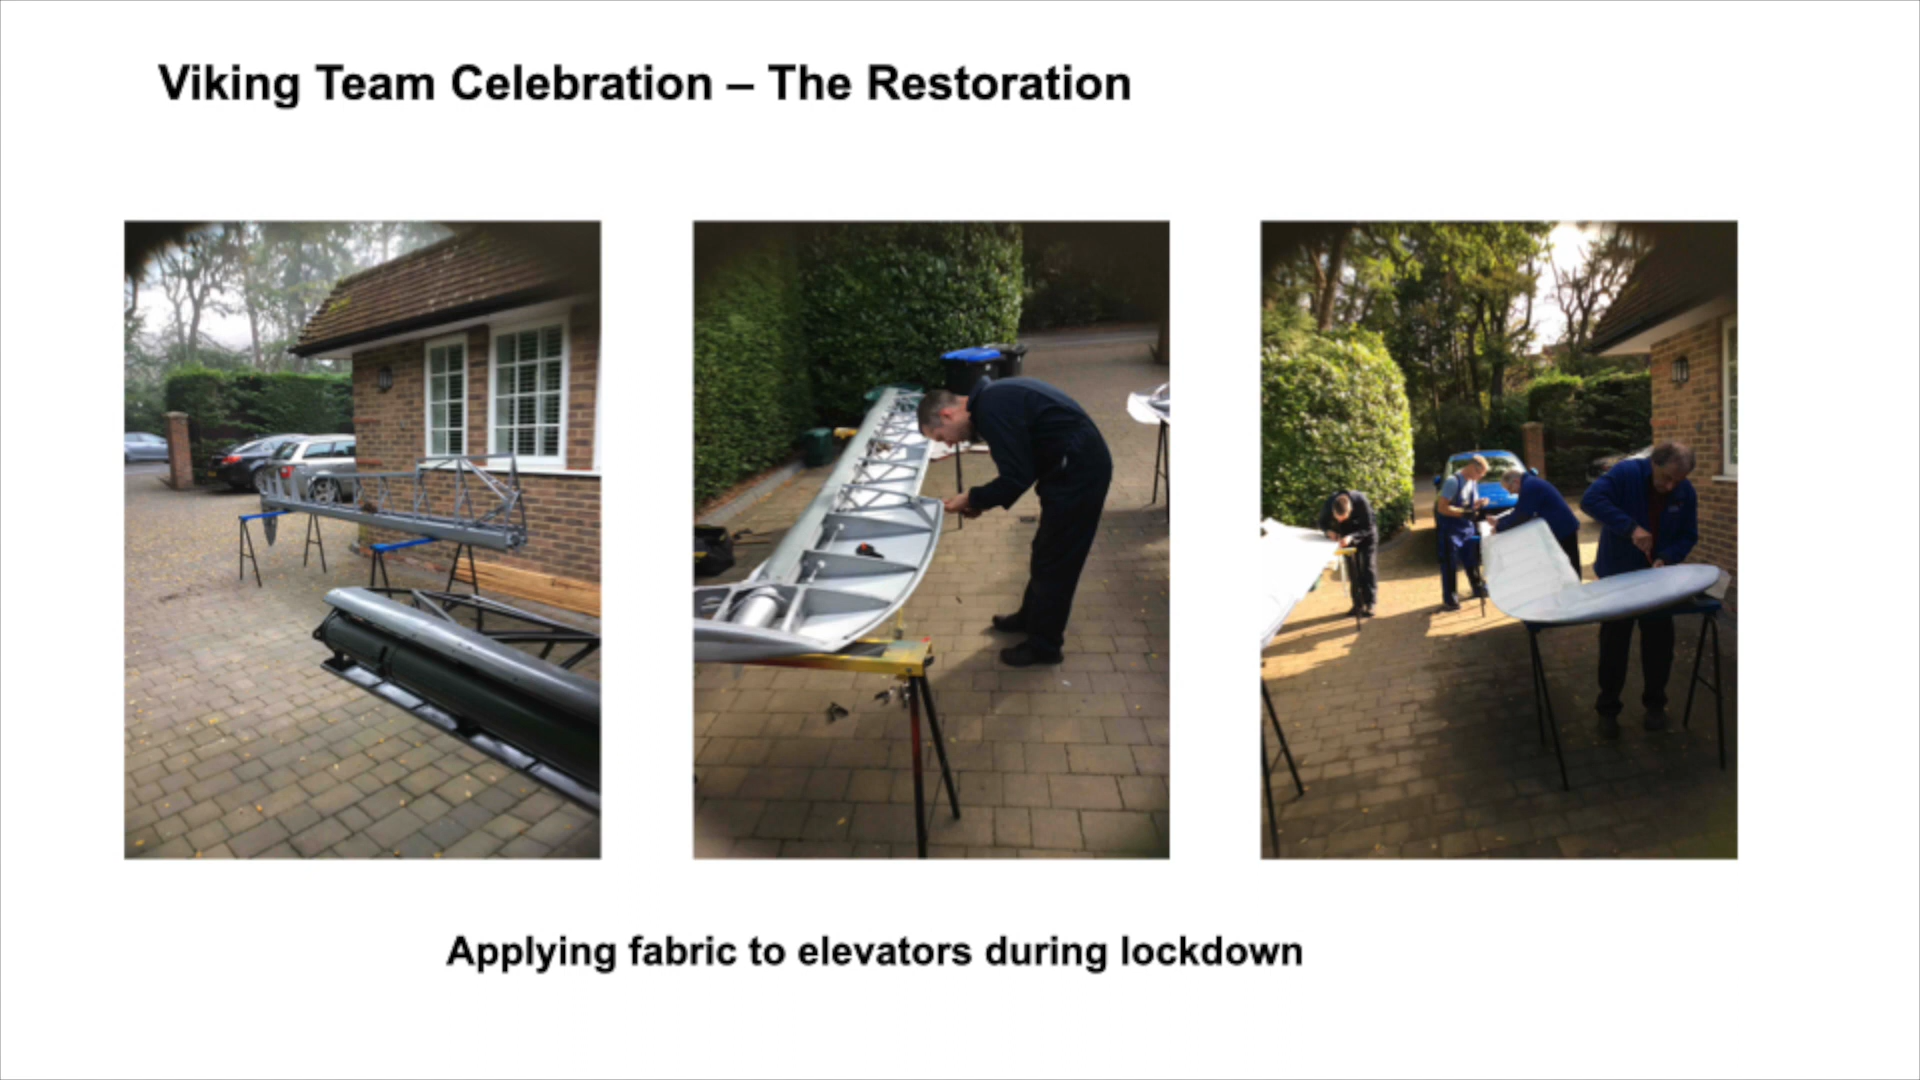 Viking Team Celebration – The Restoration
Applying fabric to elevators during lockdown